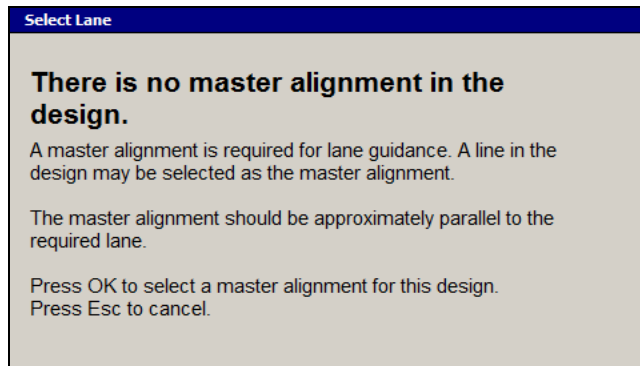 Select Lane
There is no master alignment in the
design.
A master alignment is required for lane guidance. A line in the
design may be selected as the master alignment.
The master alignment should be approximately parallel to the
required lane.
Press OK to select a master alignment for this design.
Press Esc to cancel.